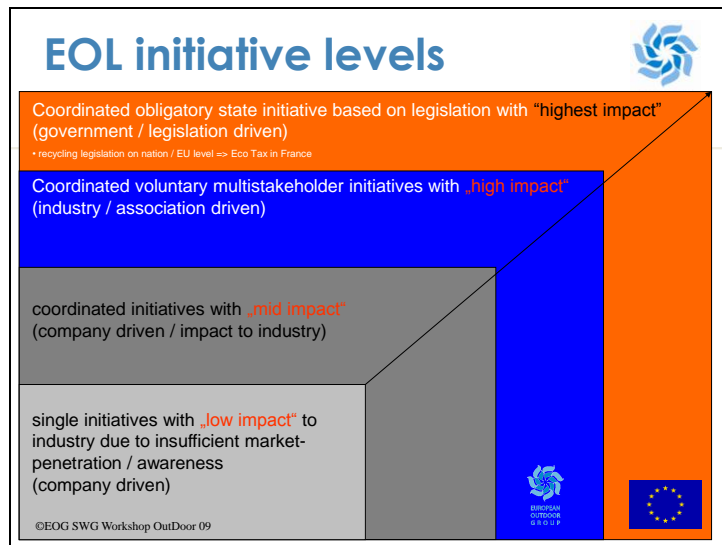 EOL initiative levels
Coordinated obligatory state initiative based on legislation with “highest impact”
(government / legislation driven)
• recycling legislation on nation / EU level => Eco Tax in France
Coordinated voluntary multistakeholder initiatives with „high impact“
(industry / association driven)
coordinated initiatives with „mid impact“
(company driven / impact to industry)
single initiatives with „low impact“ to
industry due to insufficient market-
penetration / awareness
(company driven)
EUROPEAN
OUTDOOR
GROUP
©EOG SWG Workshop OutDoor 09